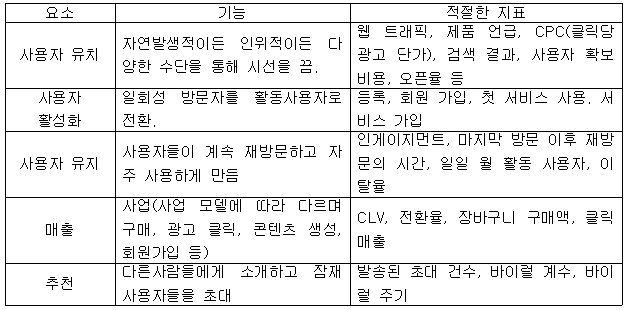 요소 기능 적절한 지표
사용자 유치
자연발생적이든 인위적이든 다
양한 수단을 통해 시선을 끔.
웹 트래픽, 제품 언급, CPC(클릭당
광고 단가), 검색 결과, 사용자 확보
비용, 오픈율 등
사용자
활성화
일회성 방문자를 활동사용자로
전환.
등록, 회원 가입, 첫 서비스 사용. 서
비스 가입
사용자 유지
사용자들이 계속 재방문하고 자
주 사용하게 만듬
인게이지먼트, 마지막 방문 이후 재방
문의 시간, 일일 월 활동 사용자, 이
탈율
매출
사업(사업 모델에 따라 다르며
구매, 광고 클릭, 콘텐츠 생성,
회원가입 등)
CLV, 전환율, 장바구니 구매액, 클릭
매출
추천
다른사람들에게 소개하고 잠재
사용자들을 초대
발송된 초대 건수, 바이럴 계수, 바이
럴 주기